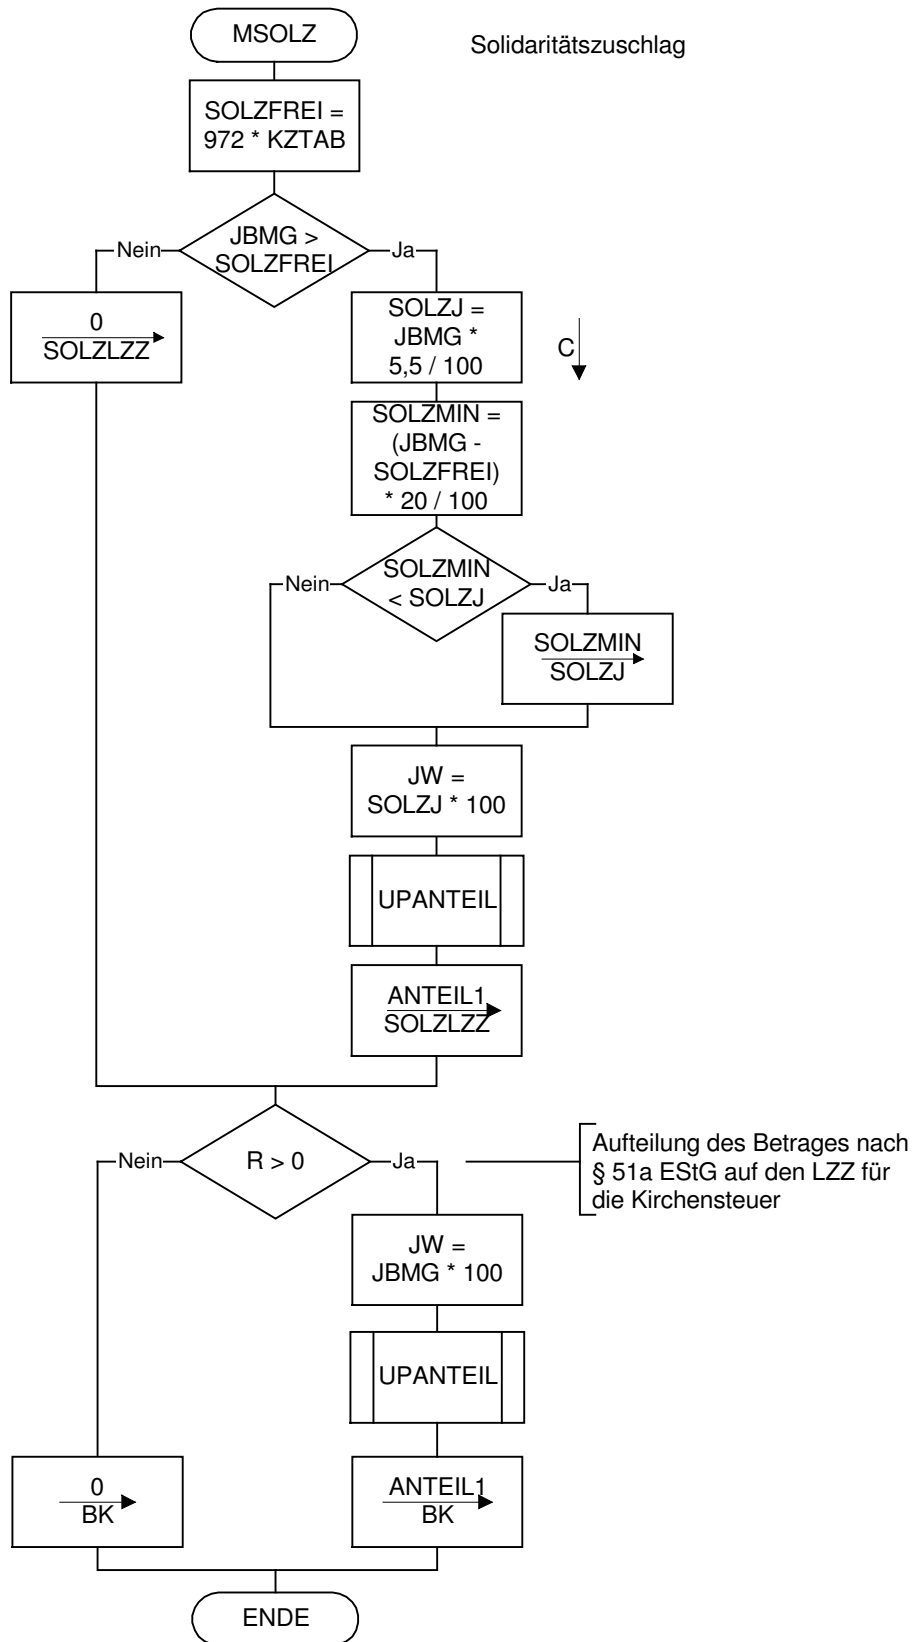 MSOLZ
Solidaritätszuschlag
SOLZFREI =
972 * KZTAB
JBMG >
SOLZFREI
Nein
Ja
0
SOLZLZZ
SOLZJ =
JBMG *
5,5 / 100
C
SOLZMIN =
(JBMG -
SOLZFREI)
* 20 / 100
SOLZMIN
< SOLZJ
Nein
Ja
SOLZMIN
SOLZJ
JW =
SOLZJ * 100
UPANTEIL
ANTEIL1
SOLZLZZ
R > 0
Nein
Ja
Aufteilung des Betrages nach
§ 51a EStG auf den LZZ für
die Kirchensteuer
JW =
JBMG * 100
UPANTEIL
0
BK
ANTEIL1
BK
ENDE